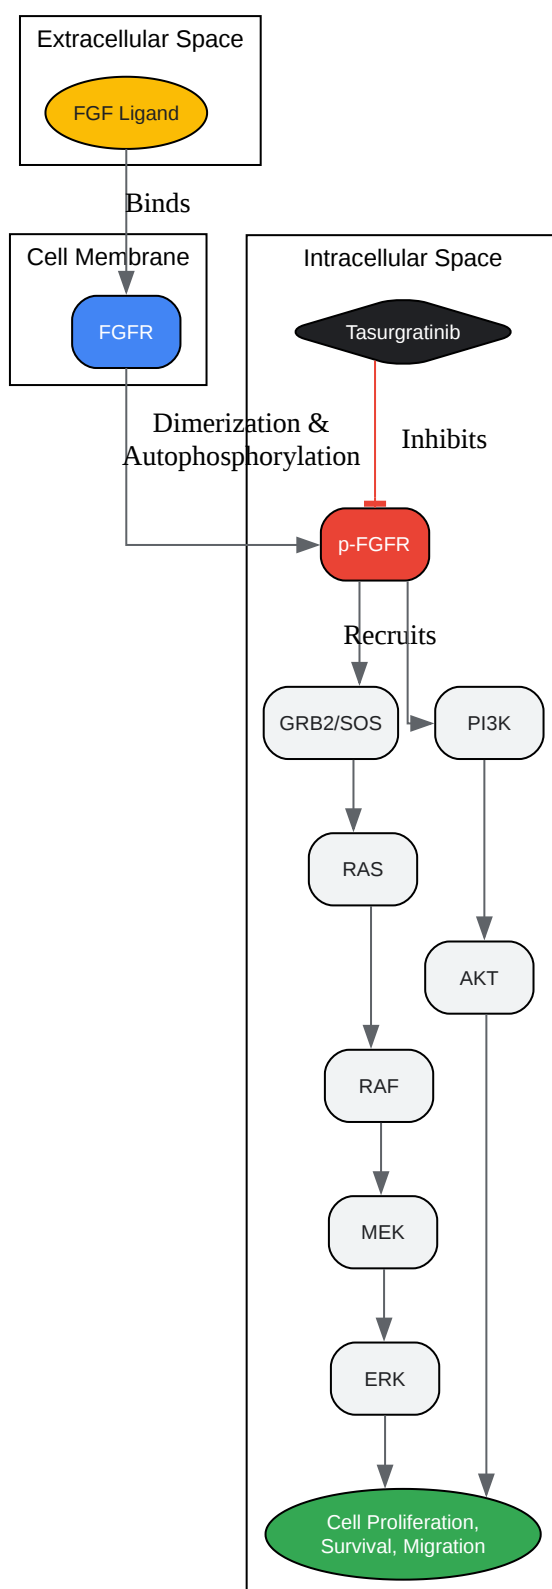 Extracellular Space
FGF Ligand
Binds
Cell Membrane
FGFR
Intracellular Space
Tasurgratinib
Dimerization &
Autophosphorylation
Inhibits
p-FGFR
Recruits
GRB2/SOS
PI3K
RAS
AKT
RAF
MEK
ERK
Cell Proliferation,
Survival, Migration